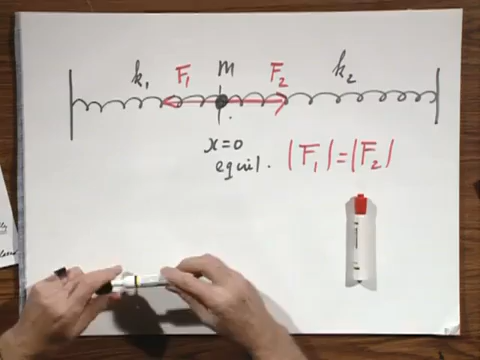 k₁ F₁ m F₂ k₂
x=0 |F₁|=|F₂|
equil.